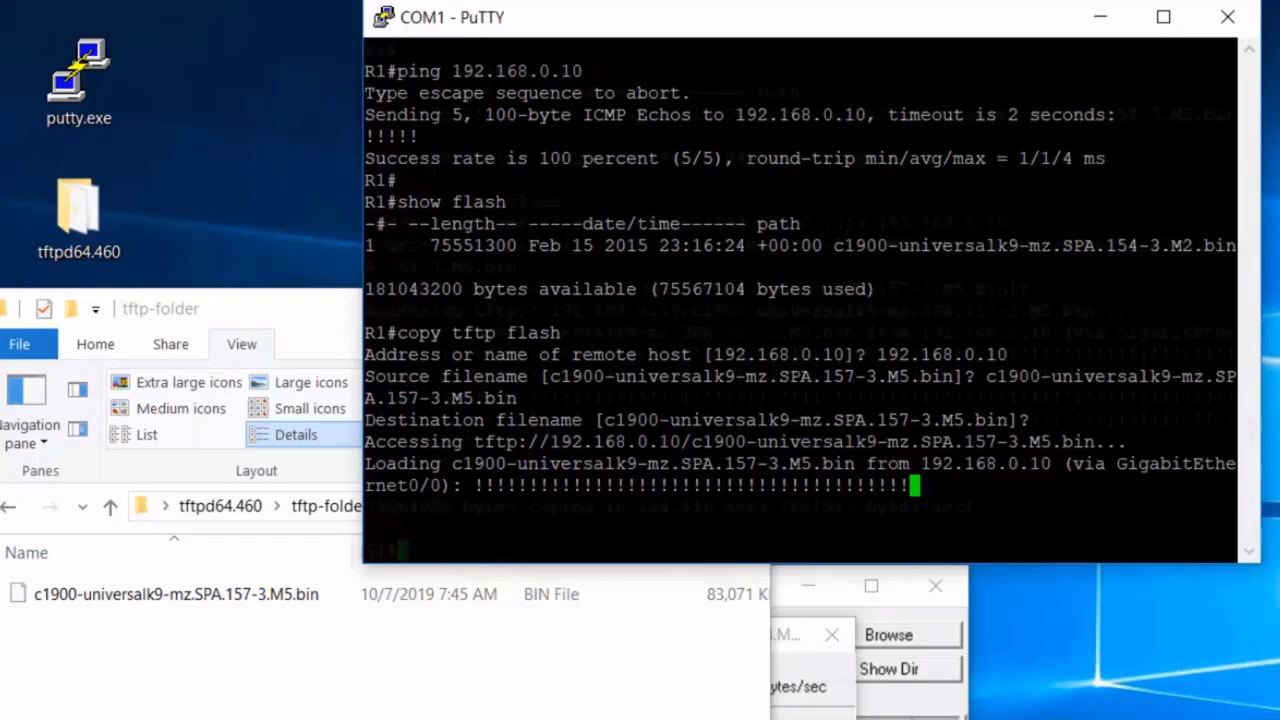 COM1 - PuTTY
R1#ping 192.168.0.10
Type escape sequence to abort.
Sending 5, 100-byte ICMP Echos to 192.168.0.10, timeout is 2 seconds:
!!!!!
Success rate is 100 percent (5/5), round-trip min/avg/max = 1/1/4 ms
R1#
R1#show flash
-#- --length-- -----date/time------ path
1     75551300 Feb 15 2015 23:16:24 +00:00 c1900-universalk9-mz.SPA.154-3.M2.bin
181043200 bytes available (75567104 bytes used)
R1#copy tftp flash
Address or name of remote host [192.168.0.10]? 192.168.0.10
Source filename [c1900-universalk9-mz.SPA.157-3.M5.bin]? c1900-universalk9-mz.SP
A.157-3.M5.bin
Destination filename [c1900-universalk9-mz.SPA.157-3.M5.bin]?
Accessing tftp://192.168.0.10/c1900-universalk9-mz.SPA.157-3.M5.bin...
Loading c1900-universalk9-mz.SPA.157-3.M5.bin from 192.168.0.10 (via GigabitEthe
rnet0/0): !!!!!!!!!!!!!!!!!!!!!!!!!!!!!!!!!!!!!!!!
putty.exe
tftpd64.460
tftp-folder
File Home Share View
Extra large icons Large icons
Medium icons Small icons
List Details
Navigation
pane
Panes Layout
tftpd64.460 tftp-folde
Name
c1900-universalk9-mz.SPA.157-3.M5.bin 10/7/2019 7:45 AM BIN File 83,071 K
Browse
Show Dir
ytes/sec